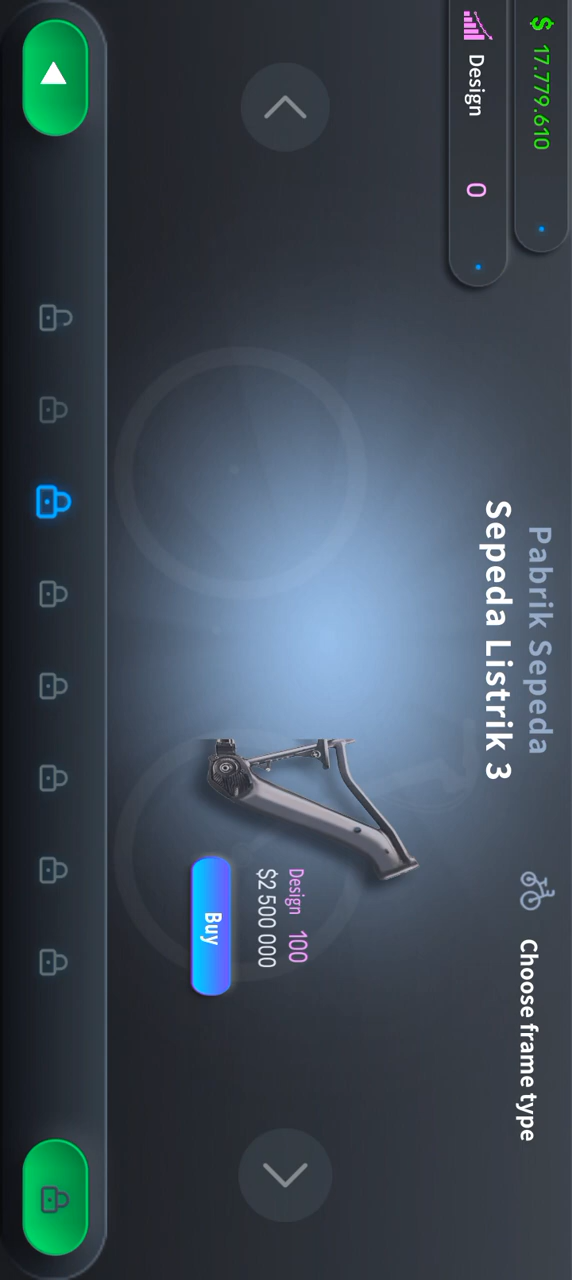 $ 17.779.610
Design 0
Pabrik Sepeda
Sepeda Listrik 3
Choose frame type
Design 100
$2 500 000
Buy